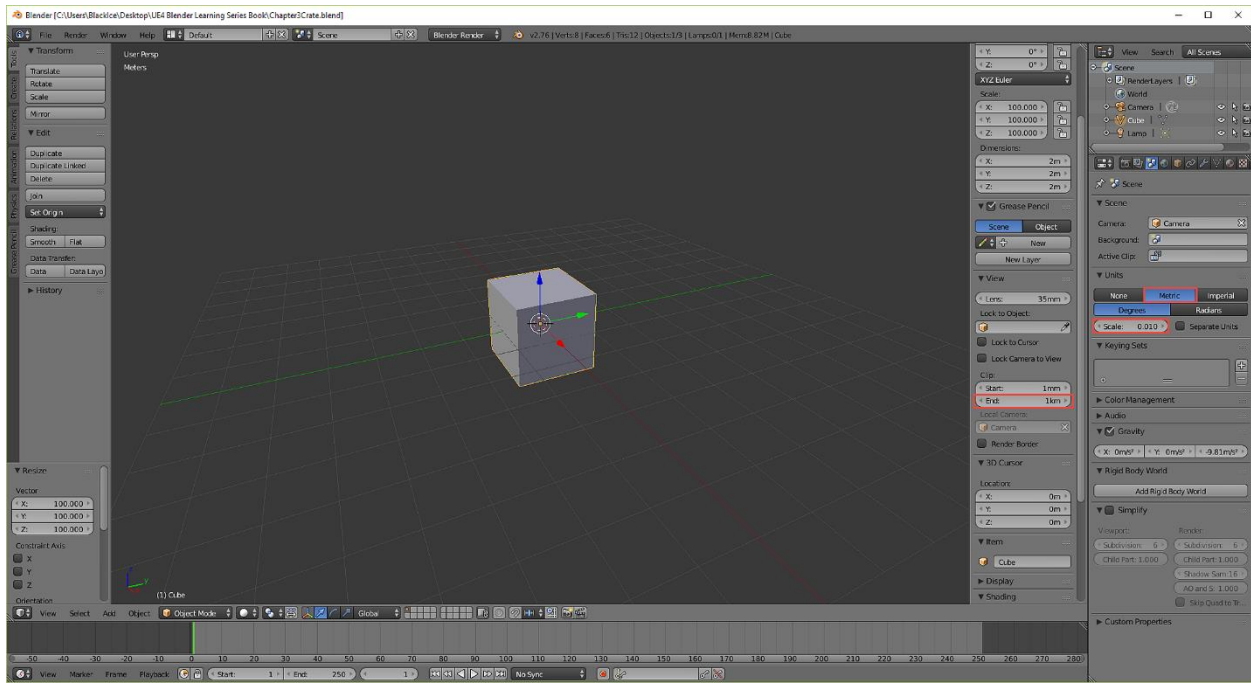 Blender [C:\Users\BlackIce\Desktop\UE4 Blender Learning Series Book\Chapter3Crate.blend]
File Render Window Help Default Scene Blender Render v2.76 | Verts:8 | Faces:6 | Tris:12 | Objects:1/3 | Lamps:0/1 | Mem:8.82M | Cube
Tools
Create
Relations
Animation
Physics
Grease Pencil
Transform
Translate
Rotate
Scale
Mirror
Edit
Duplicate
Duplicate Linked
Delete
Join
Set Origin
Shading:
Smooth Flat
Data Transfer:
Data Data Layo
History
Resize
Vector
X: 100.000
Y: 100.000
Z: 100.000
Constraint Axis
X
Y
Z
Orientation
User Persp
Meters
(1) Cube
Y: 0°
Z: 0°
XYZ Euler
Scale:
X: 100.000
Y: 100.000
Z: 100.000
Dimensions:
X: 2m
Y: 2m
Z: 2m
Grease Pencil
Scene Object
New
New Layer
View
Lens: 35mm
Lock to Object:
Lock to Cursor
Lock Camera to View
Clip:
Start: 1mm
End: 1km
Local Camera:
Camera
Render Border
3D Cursor
Location:
X: 0m
Y: 0m
Z: 0m
Item
Cube
Display
Shading
View Search All Scenes
Scene
RenderLayers
World
Camera
Cube
Lamp
Scene
Scene
Camera: Camera
Background:
Active Clip:
Units
None Metric Imperial
Degrees Radians
Scale: 0.010 Separate Units
Keying Sets
Color Management
Audio
Gravity
X: 0m/s² Y: 0m/s² -9.81m/s²
Rigid Body World
Add Rigid Body World
Simplify
Viewport: Render:
Subdivision: 6 Subdivision: 6
Child Part: 1.000 Child Part: 1.000
Shadow Sam: 16
AO and S: 1.000
Skip Quad to Tr...
Custom Properties
View Select Add Object Object Mode Global
-50 -40 -30 -20 -10 0 10 20 30 40 50 60 70 80 90 100 110 120 130 140 150 160 170 180 190 200 210 220 230 240 250 260 270 280
View Marker Frame Playback Start: 1 End: 250 1 No Sync